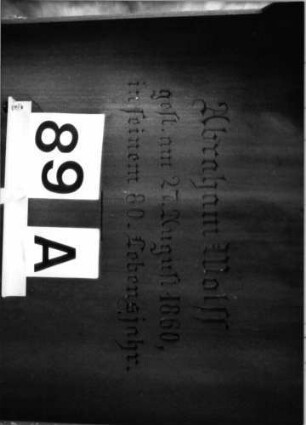 Abraham Wolff
gest. am 27. August 1860,
in seinem 80. Lebensjahr.
89 A